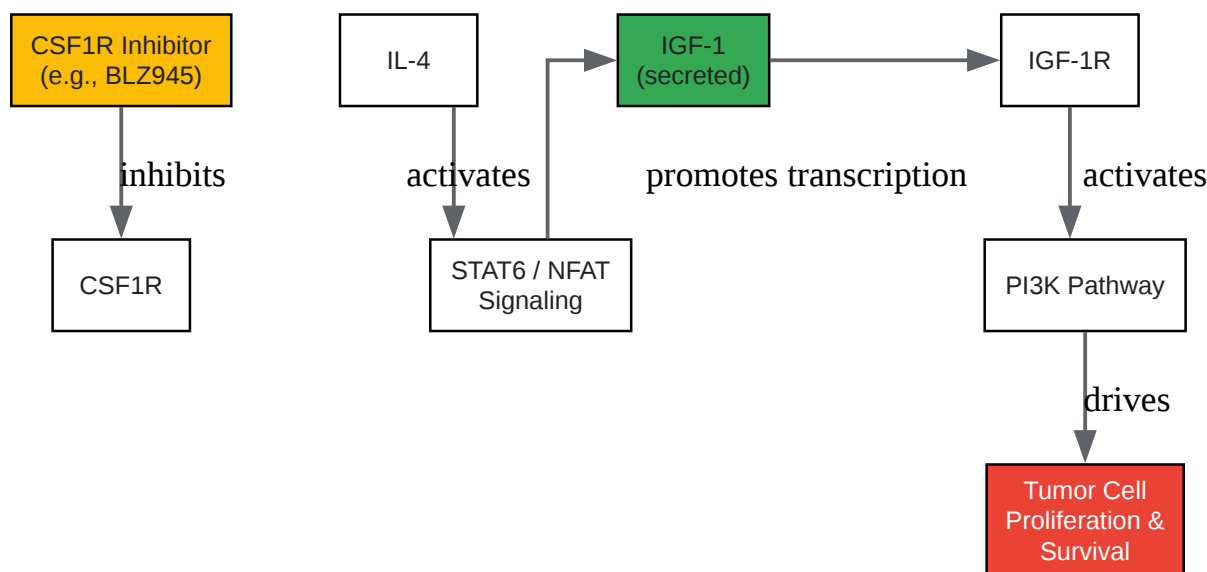 CSF1R Inhibitor
(e.g., BLZ945)
IL-4
IGF-1
(secreted)
IGF-1R
inhibits
activates
promotes transcription
activates
CSF1R
STAT6 / NFAT
Signaling
PI3K Pathway
drives
Tumor Cell
Proliferation &
Survival